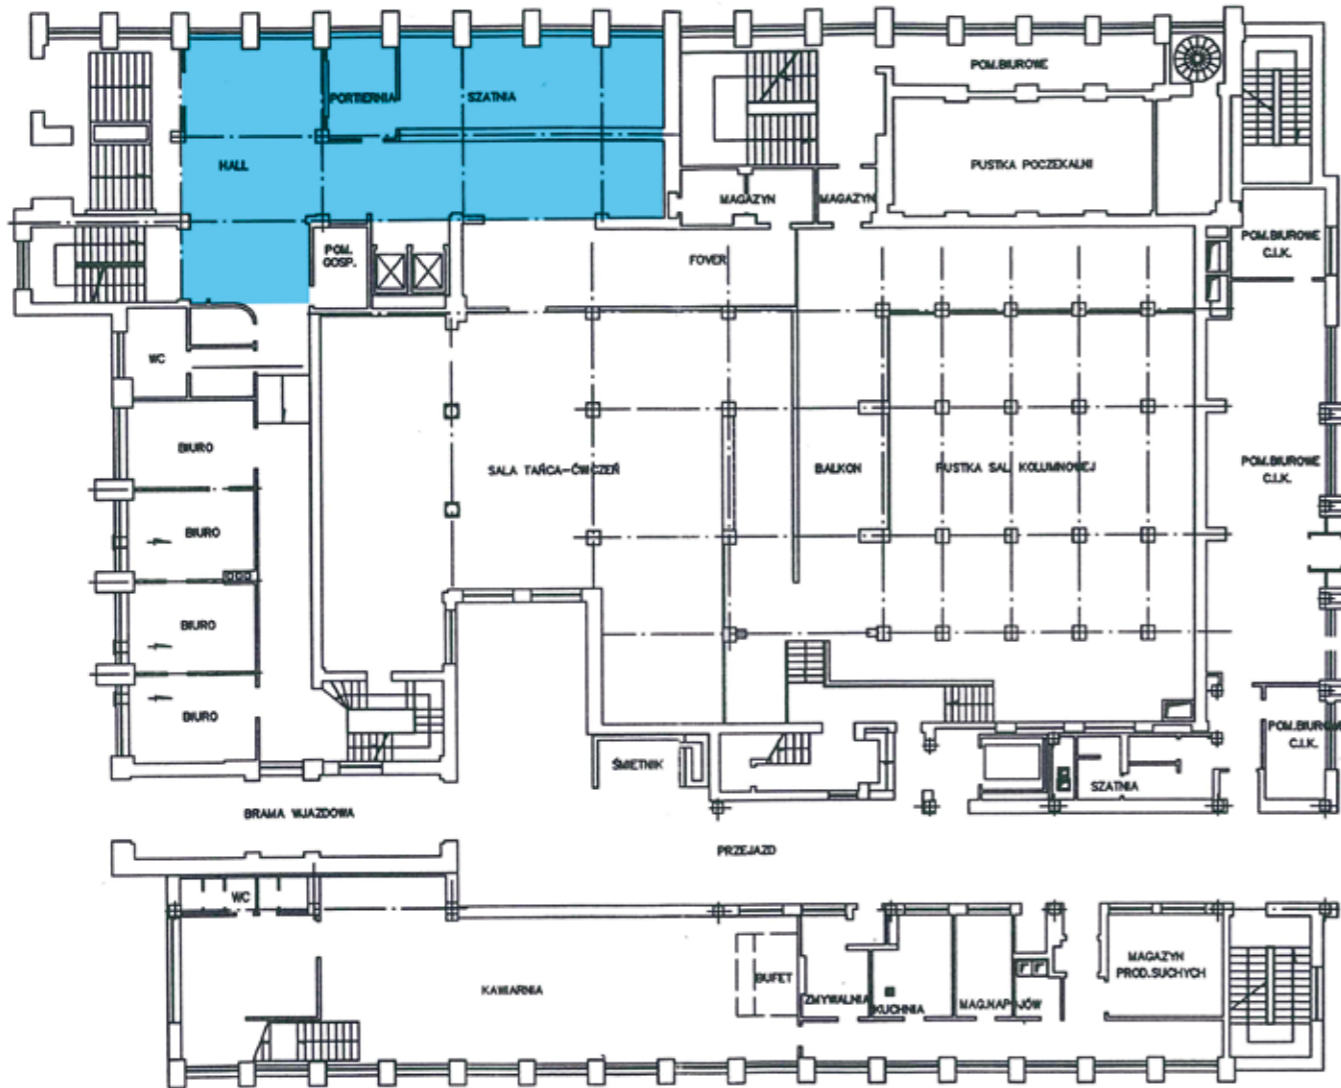 POM.BIUROWE
PORTIERNIA
SZATNIA
HALL
PUSTKA POCZEKALNI
MAGAZYN
MAGAZYN
POM.
GOSP.
FOYER
POM.BIUROWE
C.I.K.
WC
BIURO
SALA TAŃCA-ĆWICZEŃ
BALKON
PUSTKA SALI KOLUMNOWEJ
POM.BIUROWE
C.I.K.
BIURO
BIURO
BIURO
POM.BIUROWE
C.I.K.
ŚMIETNIK
SZATNIA
BRAMA WJAZDOWA
PRZEJAZD
WC
KAWIARNIA
BUFET
ZMYWALNIA
KUCHNIA
MAG.NAPOJÓW
MAGAZYN
PROD.SUCHYCH